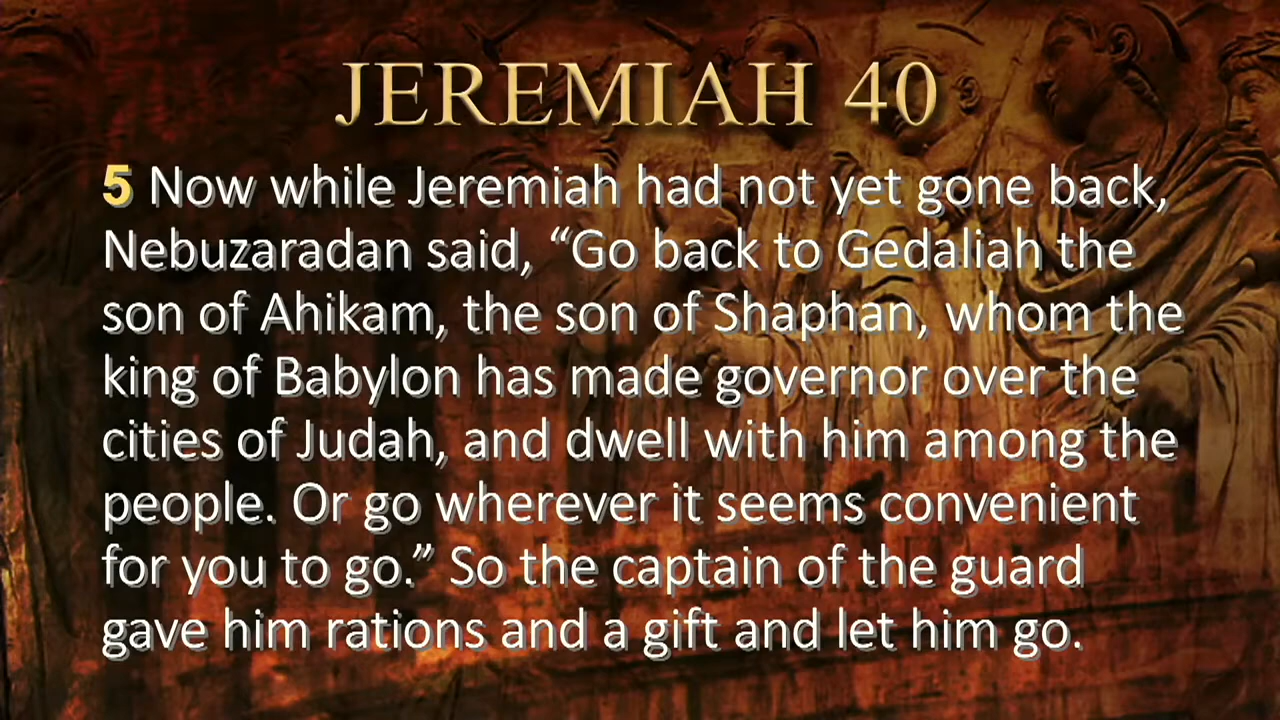 JEREMIAH 40
5 Now while Jeremiah had not yet gone back,
Nebuzaradan said, “Go back to Gedaliah the
son of Ahikam, the son of Shaphan, whom the
king of Babylon has made governor over the
cities of Judah, and dwell with him among the
people. Or go wherever it seems convenient
for you to go.” So the captain of the guard
gave him rations and a gift and let him go.